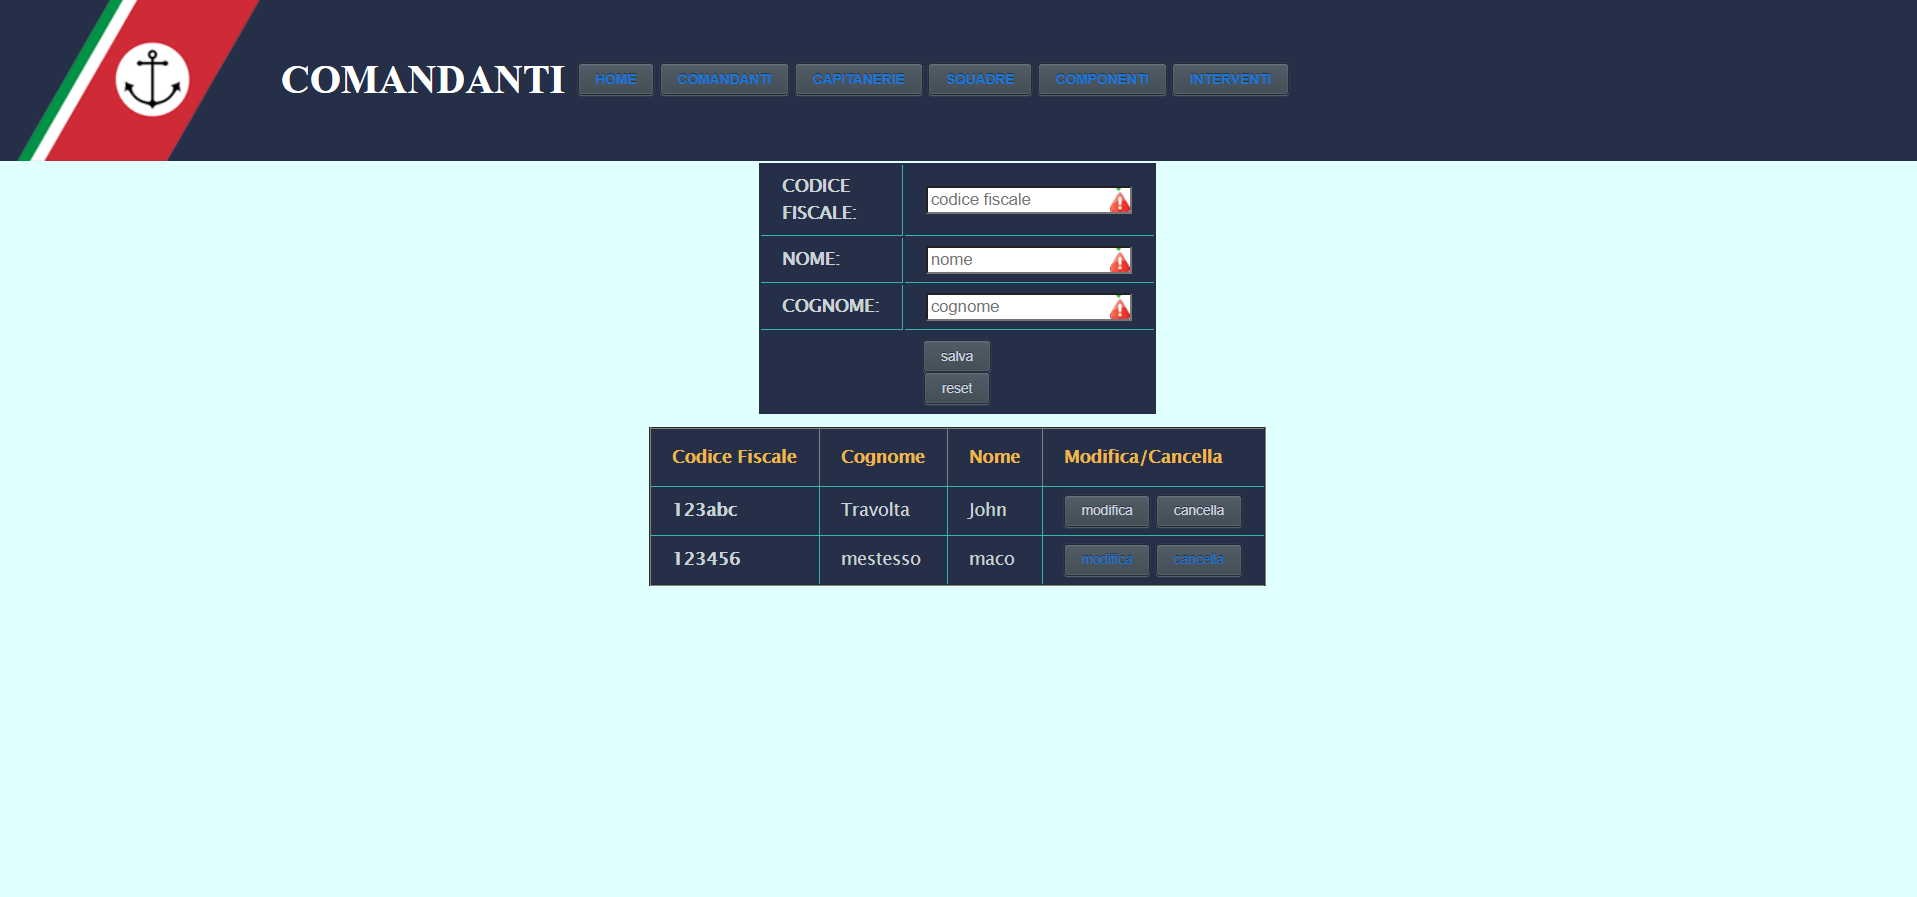 COMANDANTI HOME COMANDANTI CAPITANERIE SQUADRE COMPONENTI INTERVENTI
CODICE
FISCALE:
codice fiscale
NOME: nome
COGNOME: cognome
salva
reset
Codice Fiscale Cognome Nome Modifica/Cancella
123abc Travolta John modifica cancella
123456 mestesso maco modifica cancella